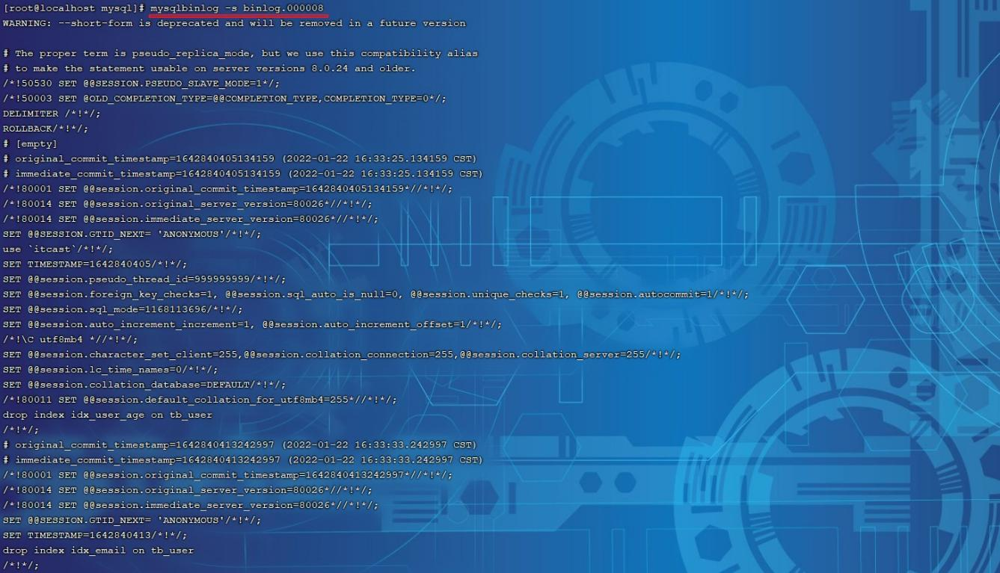 [root@localhost mysql]# mysqlbinlog -s binlog.000008
WARNING: --short-form is deprecated and will be removed in a future version
# The proper term is pseudo_replica_mode, but we use this compatibility alias
# to make the statement usable on server versions 8.0.24 and older.
/*!50530 SET @@SESSION.PSEUDO_SLAVE_MODE=1*/;
/*!50003 SET @OLD_COMPLETION_TYPE=@@COMPLETION_TYPE,COMPLETION_TYPE=0*/;
DELIMITER /*!*/;
ROLLBACK/*!*/;
# [empty]
# original_commit_timestamp=1642840405134159 (2022-01-22 16:33:25.134159 CST)
# immediate_commit_timestamp=1642840405134159 (2022-01-22 16:33:25.134159 CST)
/*!80001 SET @@session.original_commit_timestamp=1642840405134159*//*!*/;
/*!80014 SET @@session.original_server_version=80026*//*!*/;
/*!80014 SET @@session.immediate_server_version=80026*//*!*/;
SET @@SESSION.GTID_NEXT= 'ANONYMOUS'/*!*/;
use `itcast`/*!*/;
SET TIMESTAMP=1642840405/*!*/;
SET @@session.pseudo_thread_id=999999999/*!*/;
SET @@session.foreign_key_checks=1, @@session.sql_auto_is_null=0, @@session.unique_checks=1, @@session.autocommit=1/*!*/;
SET @@session.sql_mode=1168113696/*!*/;
SET @@session.auto_increment_increment=1, @@session.auto_increment_offset=1/*!*/;
/*!\C utf8mb4 *//*!*/;
SET @@session.character_set_client=255,@@session.collation_connection=255,@@session.collation_server=255/*!*/;
SET @@session.lc_time_names=0/*!*/;
SET @@session.collation_database=DEFAULT/*!*/;
/*!80011 SET @@session.default_collation_for_utf8mb4=255*//*!*/;
drop index idx_user_age on tb_user
/*!*/;
# original_commit_timestamp=1642840413242997 (2022-01-22 16:33:33.242997 CST)
# immediate_commit_timestamp=1642840413242997 (2022-01-22 16:33:33.242997 CST)
/*!80001 SET @@session.original_commit_timestamp=1642840413242997*//*!*/;
/*!80014 SET @@session.original_server_version=80026*//*!*/;
/*!80014 SET @@session.immediate_server_version=80026*//*!*/;
SET @@SESSION.GTID_NEXT= 'ANONYMOUS'/*!*/;
SET TIMESTAMP=1642840413/*!*/;
drop index idx_email on tb_user
/*!*/;